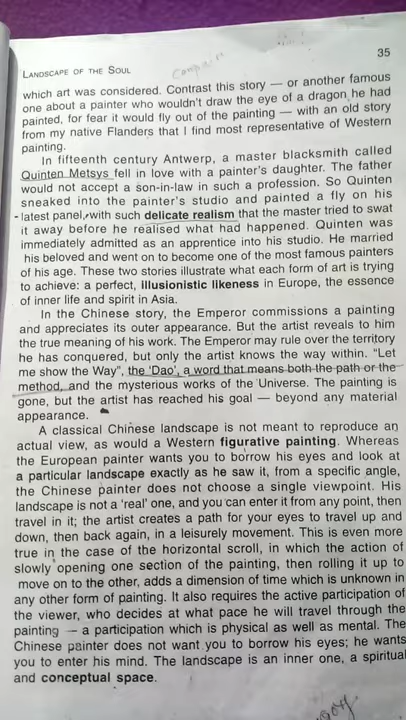 35
LANDSCAPE OF THE SOUL
which art was considered. Contrast this story — or another famous
one about a painter who wouldn't draw the eye of a dragon he had
painted, for fear it would fly out of the painting — with an old story
from my native Flanders that I find most representative of Western
painting.
In fifteenth century Antwerp, a master blacksmith called
Quinten Metsys fell in love with a painter's daughter. The father
would not accept a son-in-law in such a profession. So Quinten
sneaked into the painter's studio and painted a fly on his
latest panel, with such delicate realism that the master tried to swat
it away before he realised what had happened. Quinten was
immediately admitted as an apprentice into his studio. He married
his beloved and went on to become one of the most famous painters
of his age. These two stories illustrate what each form of art is trying
to achieve: a perfect, illusionistic likeness in Europe, the essence
of inner life and spirit in Asia.
In the Chinese story, the Emperor commissions a painting
and appreciates its outer appearance. But the artist reveals to him
the true meaning of his work. The Emperor may rule over the territory
he has conquered, but only the artist knows the way within. "Let
me show the Way", the 'Dao', a word that means both the path or the
method, and the mysterious works of the Universe. The painting is
gone, but the artist has reached his goal — beyond any material
appearance.
A classical Chinese landscape is not meant to reproduce an
actual view, as would a Western figurative painting. Whereas
the European painter wants you to borrow his eyes and look at
a particular landscape exactly as he saw it, from a specific angle,
the Chinese painter does not choose a single viewpoint. His
landscape is not a 'real' one, and you can enter it from any point, then
travel in it; the artist creates a path for your eyes to travel up and
down, then back again, in a leisurely movement. This is even more
true in the case of the horizontal scroll, in which the action of
slowly opening one section of the painting, then rolling it up to
move on to the other, adds a dimension of time which is unknown in
any other form of painting. It also requires the active participation of
the viewer, who decides at what pace he will travel through the
painting — a participation which is physical as well as mental. The
Chinese painter does not want you to borrow his eyes; he wants
you to enter his mind. The landscape is an inner one, a spiritual
and conceptual space.